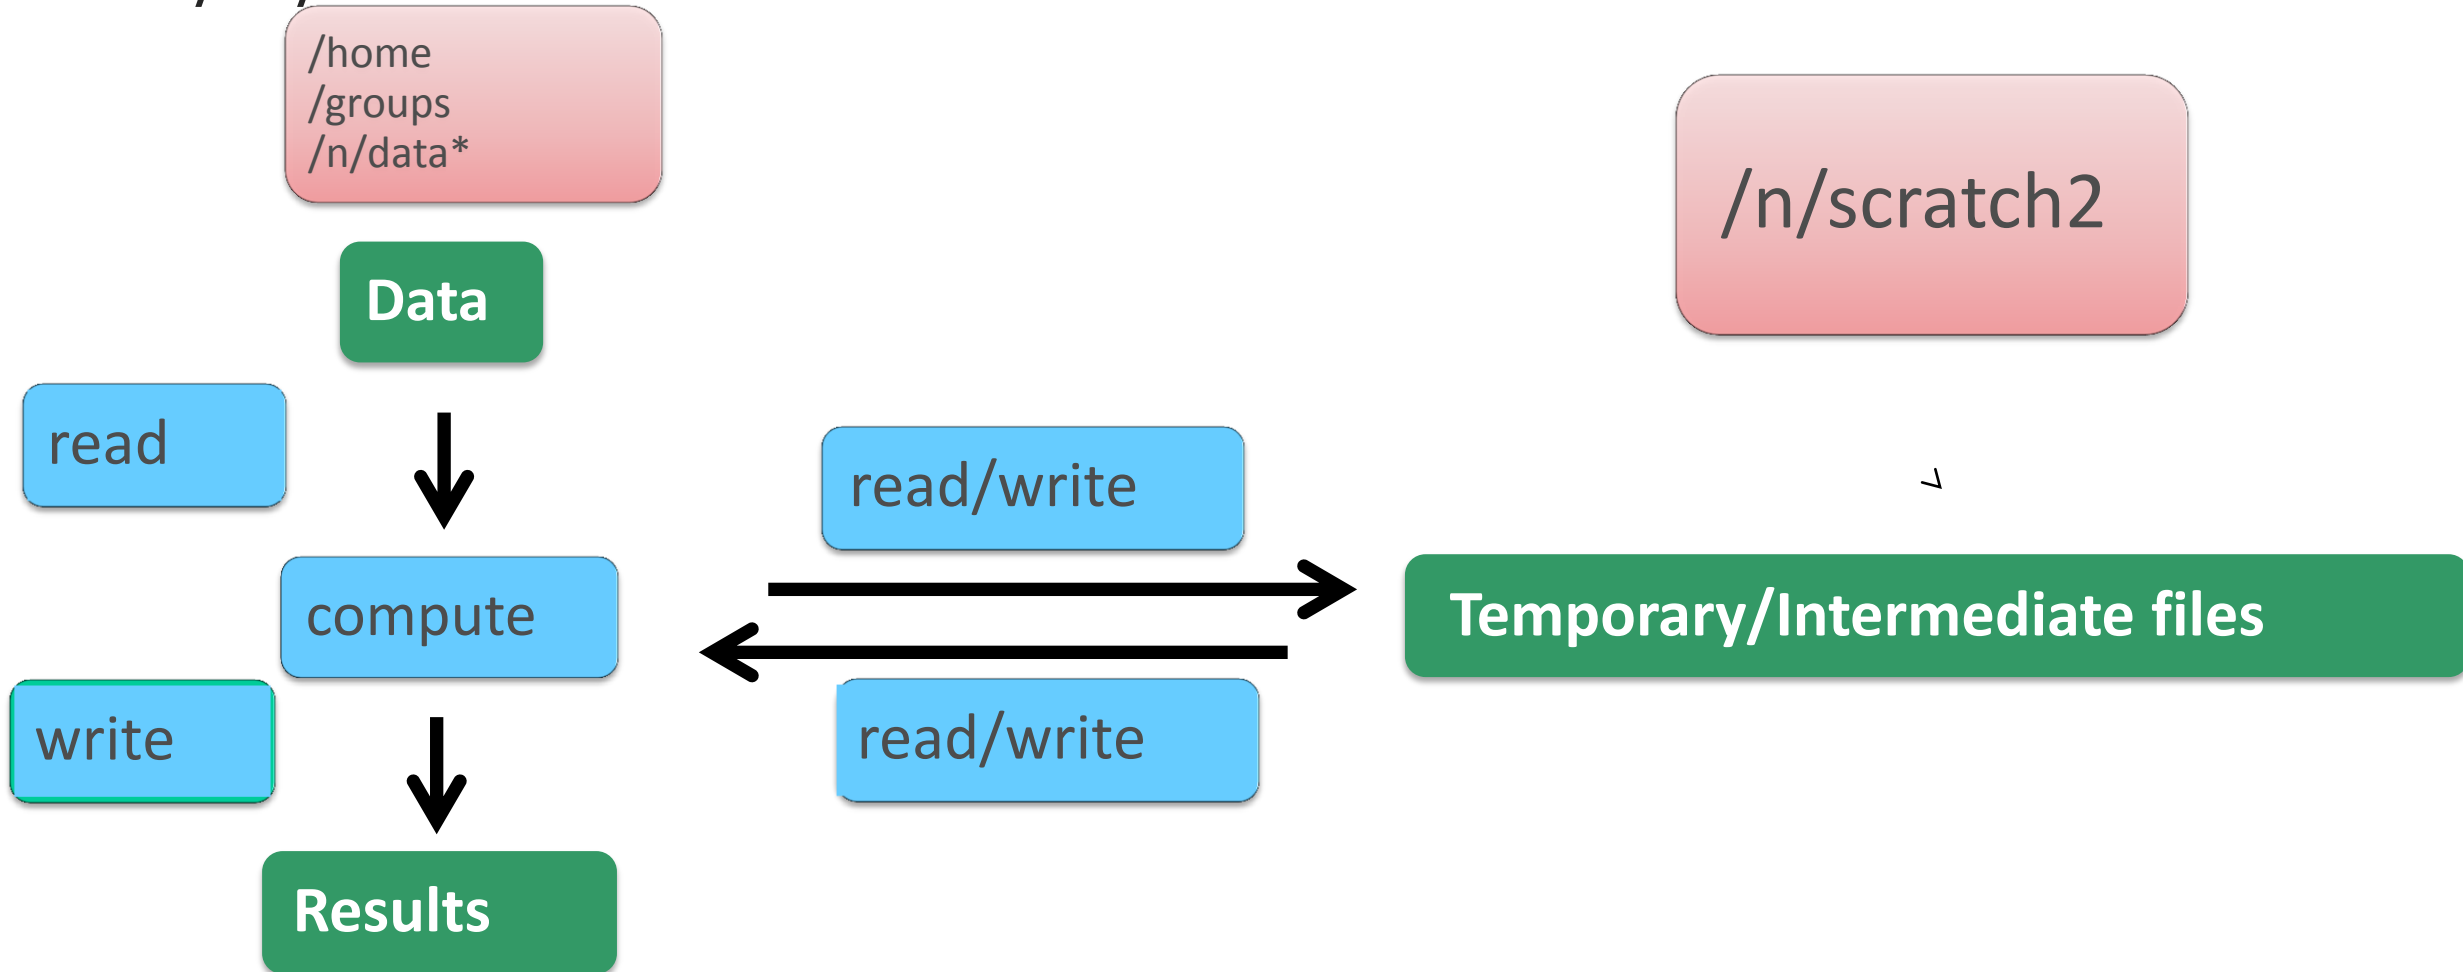 /home
/groups
/n/data*
/n/scratch2
Data
read
read/write
compute
Temporary/Intermediate files
write
read/write
Results